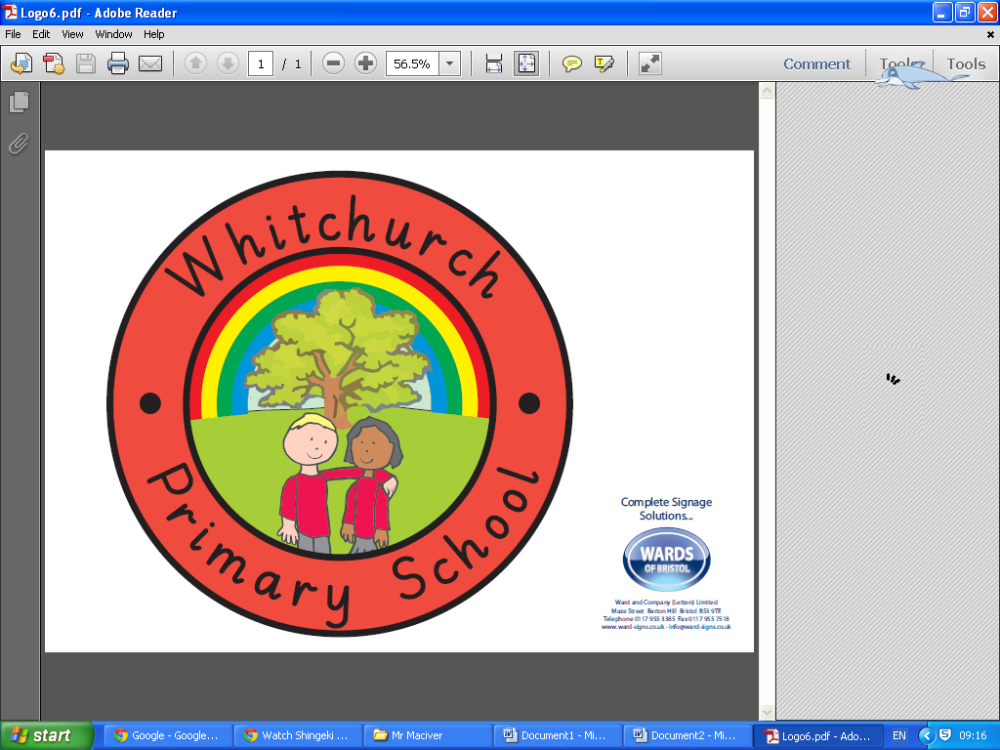 Logo6.pdf - Adobe Reader
File Edit View Window Help
1 / 1 56.5% Comment Tools Tools
Whitchurch
Primary School
Complete Signage
Solutions...
WARDS
OF BRISTOL
Ward and Company (Letters) Limited
Maze Street Barton Hill Bristol BS5 9TE
Telephone 0117 955 3385 Fax 0117 955 7518
www.ward-signs.co.uk - info@ward-signs.co.uk
start Google - Google... Watch Shingeki ... Mr Maciver Document1 - Mi... Document2 - Mi... Logo6.pdf - Ado... EN 09:16